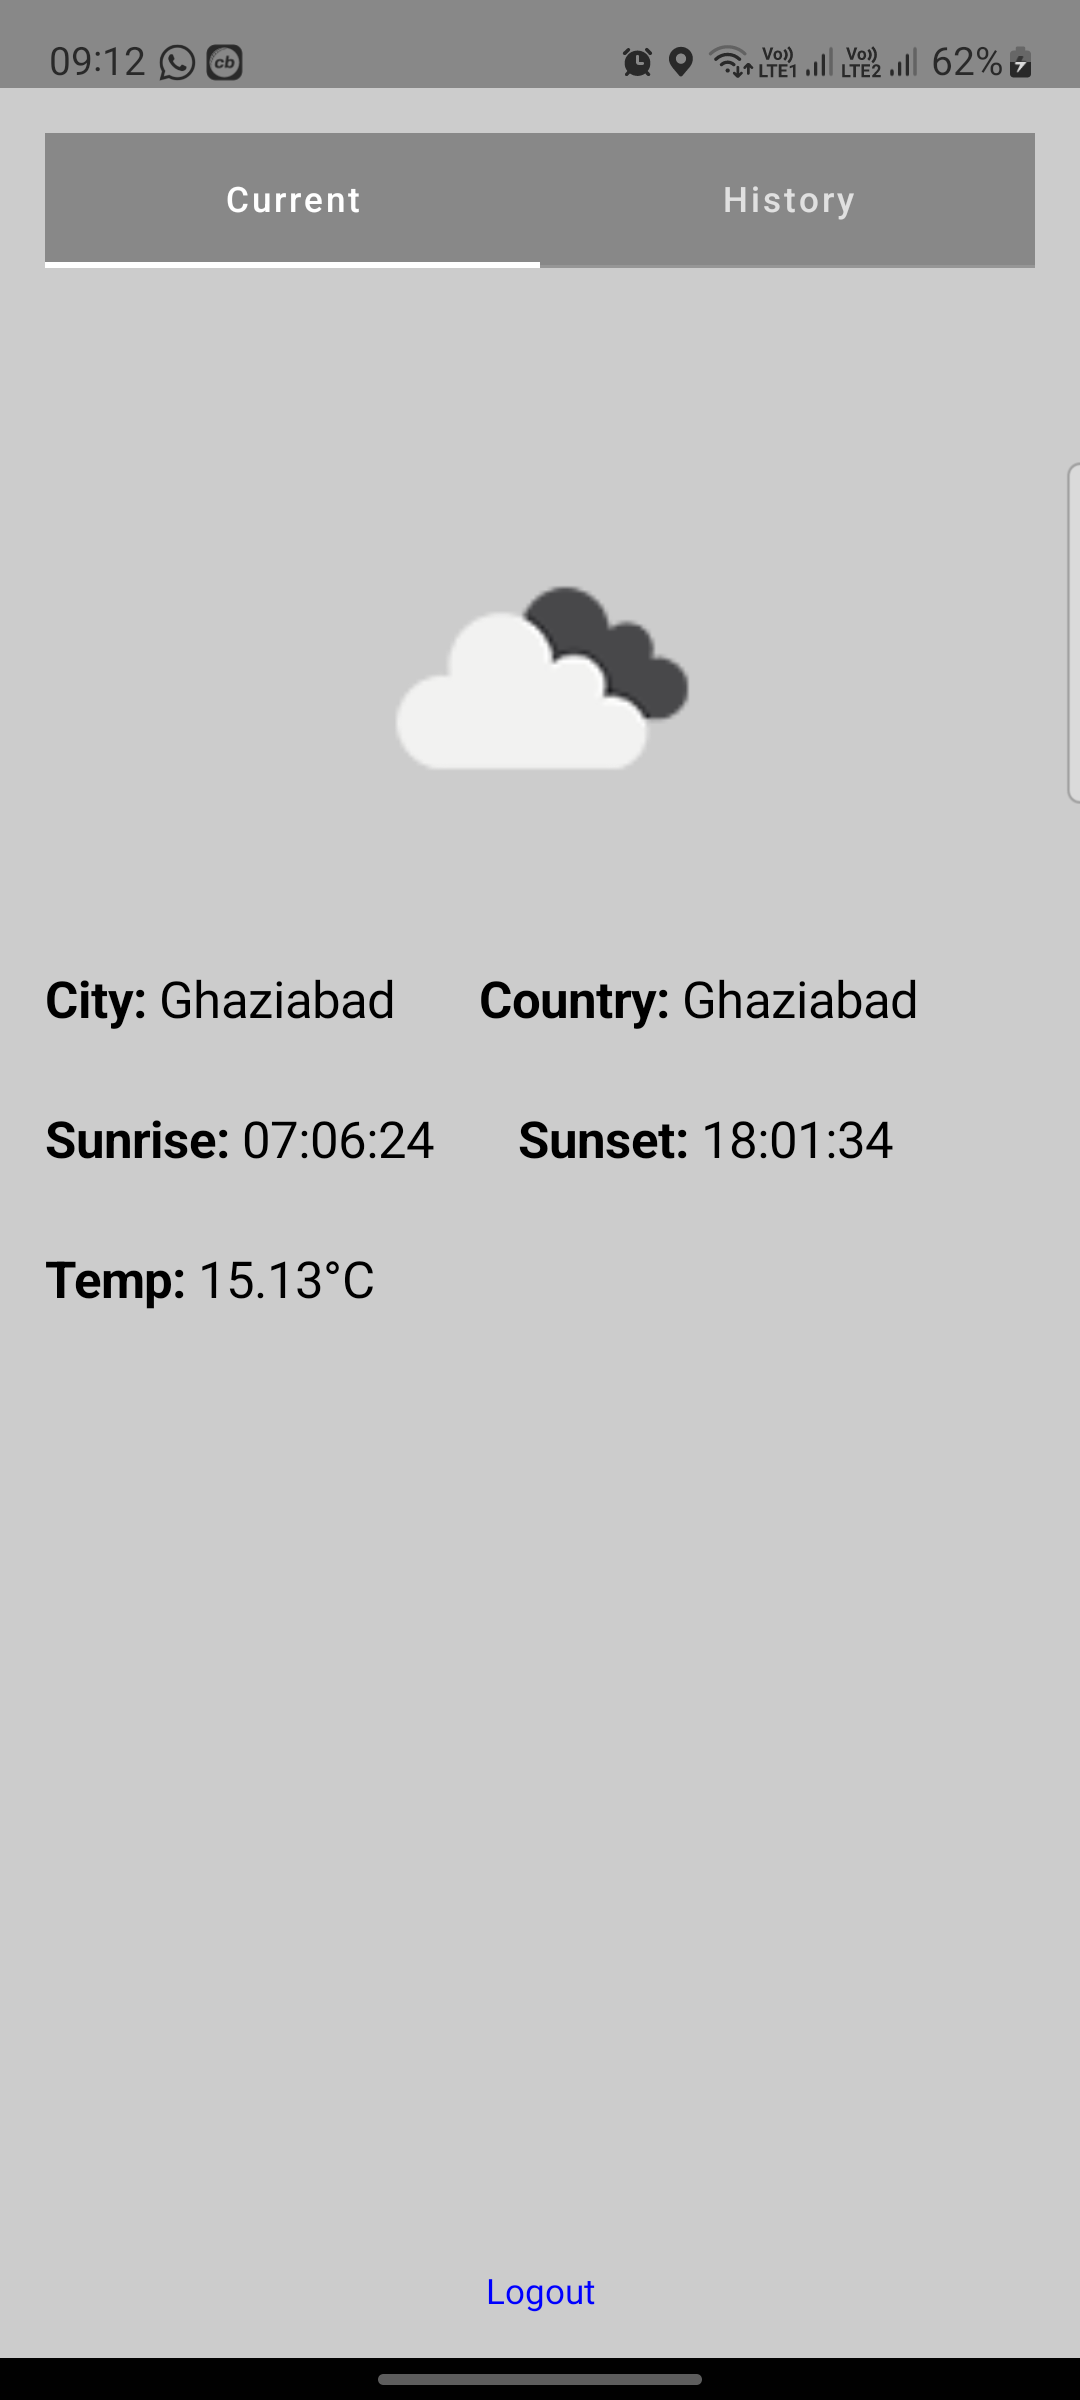 09:12 cb Vo)) LTE1 Vo)) LTE2 62%
Current History
City: Ghaziabad Country: Ghaziabad
Sunrise: 07:06:24 Sunset: 18:01:34
Temp: 15.13°C
Logout